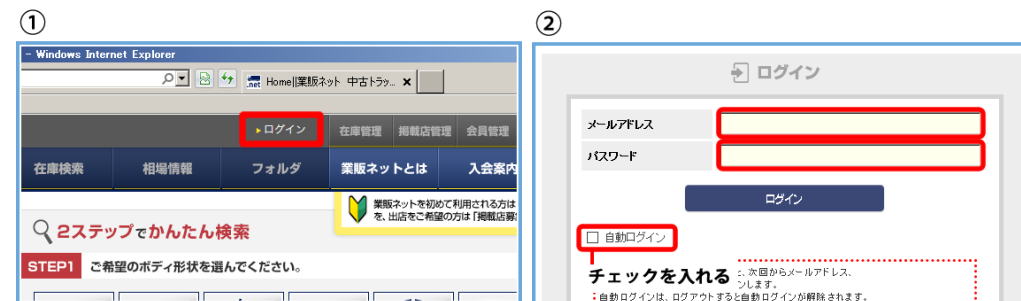 ①
- Windows Internet Explorer
Home||業販ネット 中古トラッ...
ログイン
在庫管理
掲載店管理
会員管理
在庫検索
相場情報
フォルダ
業販ネットとは
入会案内
業販ネットを初めて利用される方は
を、出店をご希望の方は「掲載店募
2ステップでかんたん検索
STEP1 ご希望のボディ形状を選んでください。
②
ログイン
メールアドレス
パスワード
ログイン
自動ログイン
チェックを入れる
、次回からメールアドレス、
ンします。
自動ログインは、ログアウトすると自動ログインが解除されます。